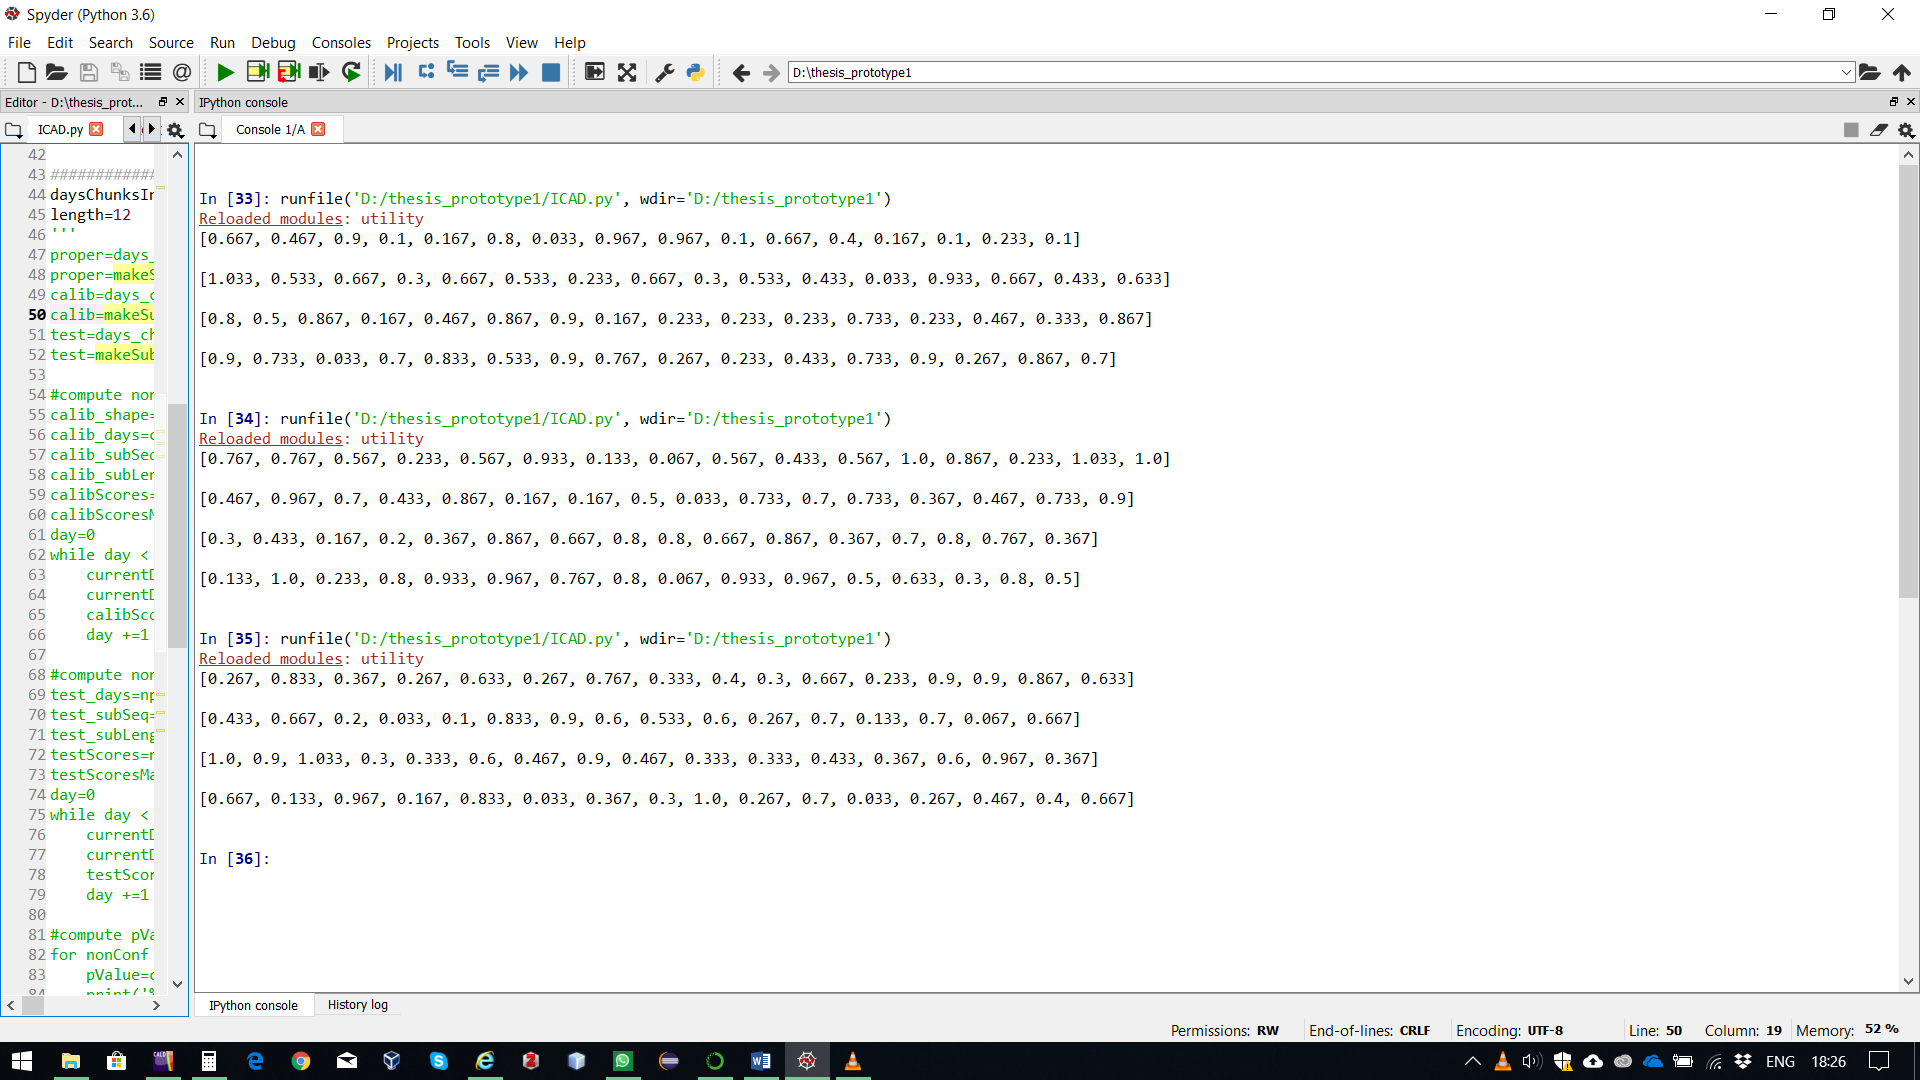 Spyder (Python 3.6)
File Edit Search Source Run Debug Consoles Projects Tools View Help
D:\thesis_prototype1
Editor - D:\thesis_prot...
IPython console
ICAD.py
Console 1/A
42
43 ############
44 daysChunksIn
45 length=12
46 '''
47 proper=days_
48 proper=makeS
49 calib=days_c
50 calib=makeSu
51 test=days_ch
52 test=makeSub
53
54 #compute non
55 calib_shape=
56 calib_days=c
57 calib_subSeq
58 calib_subLen
59 calibScores=
60 calibScoresM
61 day=0
62 while day <
63 currentD
64 currentD
65 calibSco
66 day +=1
67
68 #compute non
69 test_days=np
70 test_subSeq=
71 test_subLeng
72 testScores=n
73 testScoresMa
74 day=0
75 while day <
76 currentD
77 currentD
78 testScor
79 day +=1
80
81 #compute pVa
82 for nonConf
83 pValue=c
84 print('%
In [33]: runfile('D:/thesis_prototype1/ICAD.py', wdir='D:/thesis_prototype1')
Reloaded modules: utility
[0.667, 0.467, 0.9, 0.1, 0.167, 0.8, 0.033, 0.967, 0.967, 0.1, 0.667, 0.4, 0.167, 0.1, 0.233, 0.1]
[1.033, 0.533, 0.667, 0.3, 0.667, 0.533, 0.233, 0.667, 0.3, 0.533, 0.433, 0.033, 0.933, 0.667, 0.433, 0.633]
[0.8, 0.5, 0.867, 0.167, 0.467, 0.867, 0.9, 0.167, 0.233, 0.233, 0.233, 0.733, 0.233, 0.467, 0.333, 0.867]
[0.9, 0.733, 0.033, 0.7, 0.833, 0.533, 0.9, 0.767, 0.267, 0.233, 0.433, 0.733, 0.9, 0.267, 0.867, 0.7]
In [34]: runfile('D:/thesis_prototype1/ICAD.py', wdir='D:/thesis_prototype1')
Reloaded modules: utility
[0.767, 0.767, 0.567, 0.233, 0.567, 0.933, 0.133, 0.067, 0.567, 0.433, 0.567, 1.0, 0.867, 0.233, 1.033, 1.0]
[0.467, 0.967, 0.7, 0.433, 0.867, 0.167, 0.167, 0.5, 0.033, 0.733, 0.7, 0.733, 0.367, 0.467, 0.733, 0.9]
[0.3, 0.433, 0.167, 0.2, 0.367, 0.867, 0.667, 0.8, 0.8, 0.667, 0.867, 0.367, 0.7, 0.8, 0.767, 0.367]
[0.133, 1.0, 0.233, 0.8, 0.933, 0.967, 0.767, 0.8, 0.067, 0.933, 0.967, 0.5, 0.633, 0.3, 0.8, 0.5]
In [35]: runfile('D:/thesis_prototype1/ICAD.py', wdir='D:/thesis_prototype1')
Reloaded modules: utility
[0.267, 0.833, 0.367, 0.267, 0.633, 0.267, 0.767, 0.333, 0.4, 0.3, 0.667, 0.233, 0.9, 0.9, 0.867, 0.633]
[0.433, 0.667, 0.2, 0.033, 0.1, 0.833, 0.9, 0.6, 0.533, 0.6, 0.267, 0.7, 0.133, 0.7, 0.067, 0.667]
[1.0, 0.9, 1.033, 0.3, 0.333, 0.6, 0.467, 0.9, 0.467, 0.333, 0.333, 0.433, 0.367, 0.6, 0.967, 0.367]
[0.667, 0.133, 0.967, 0.167, 0.833, 0.033, 0.367, 0.3, 1.0, 0.267, 0.7, 0.033, 0.267, 0.467, 0.4, 0.667]
In [36]:
IPython console History log
Permissions: RW End-of-lines: CRLF Encoding: UTF-8 Line: 50 Column: 19 Memory: 52 %
ENG 18:26